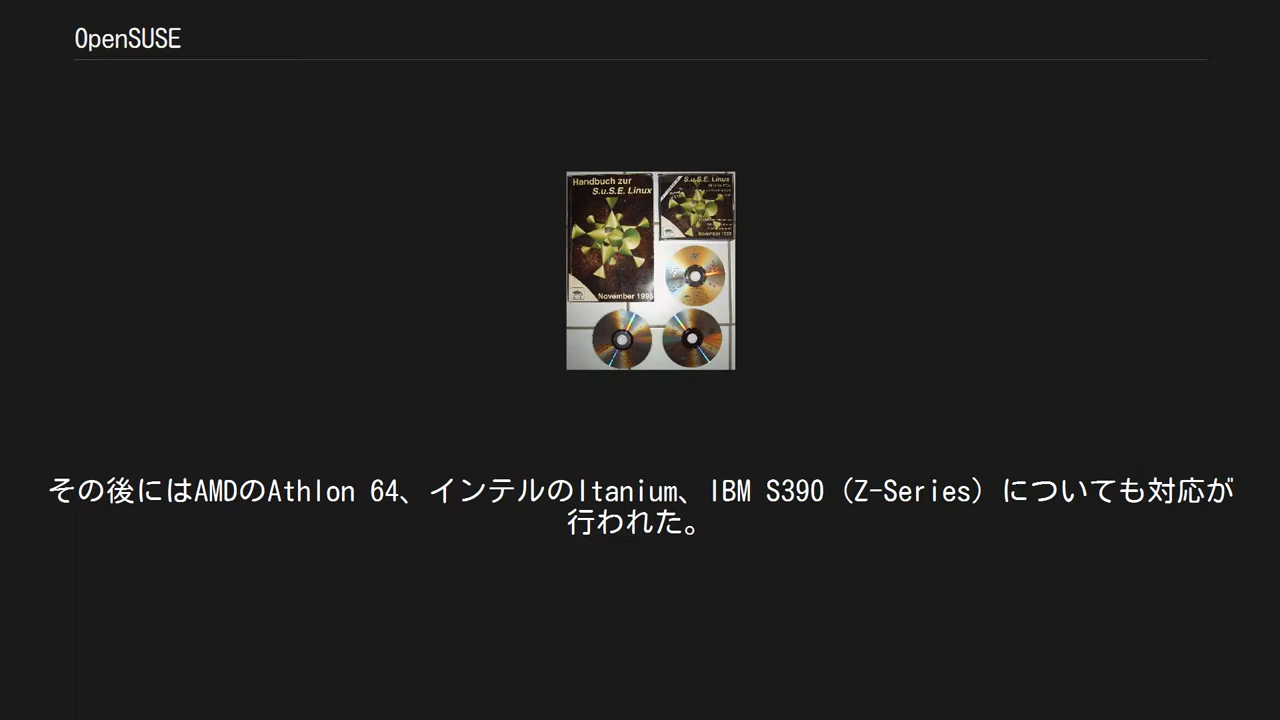 OpenSUSE
Handbuch zur
S.u.S.E. Linux
S.u.S.E. Linux
November 1995
November 1995
その後にはAMDのAthlon 64、インテルのItanium、IBM S390（Z-Series）についても対応が
行われた。